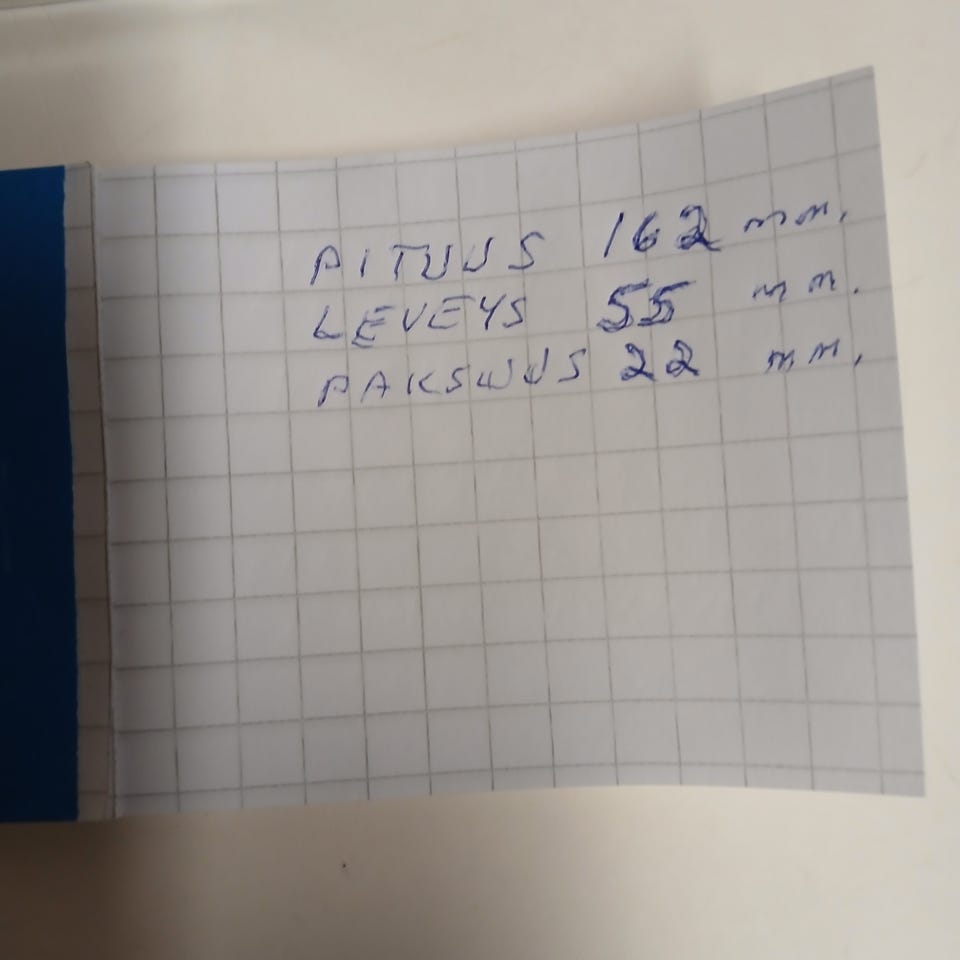 PITUUS 162 mm.
LEVEYS 55 mm.
PAKSUUS 22 mm.